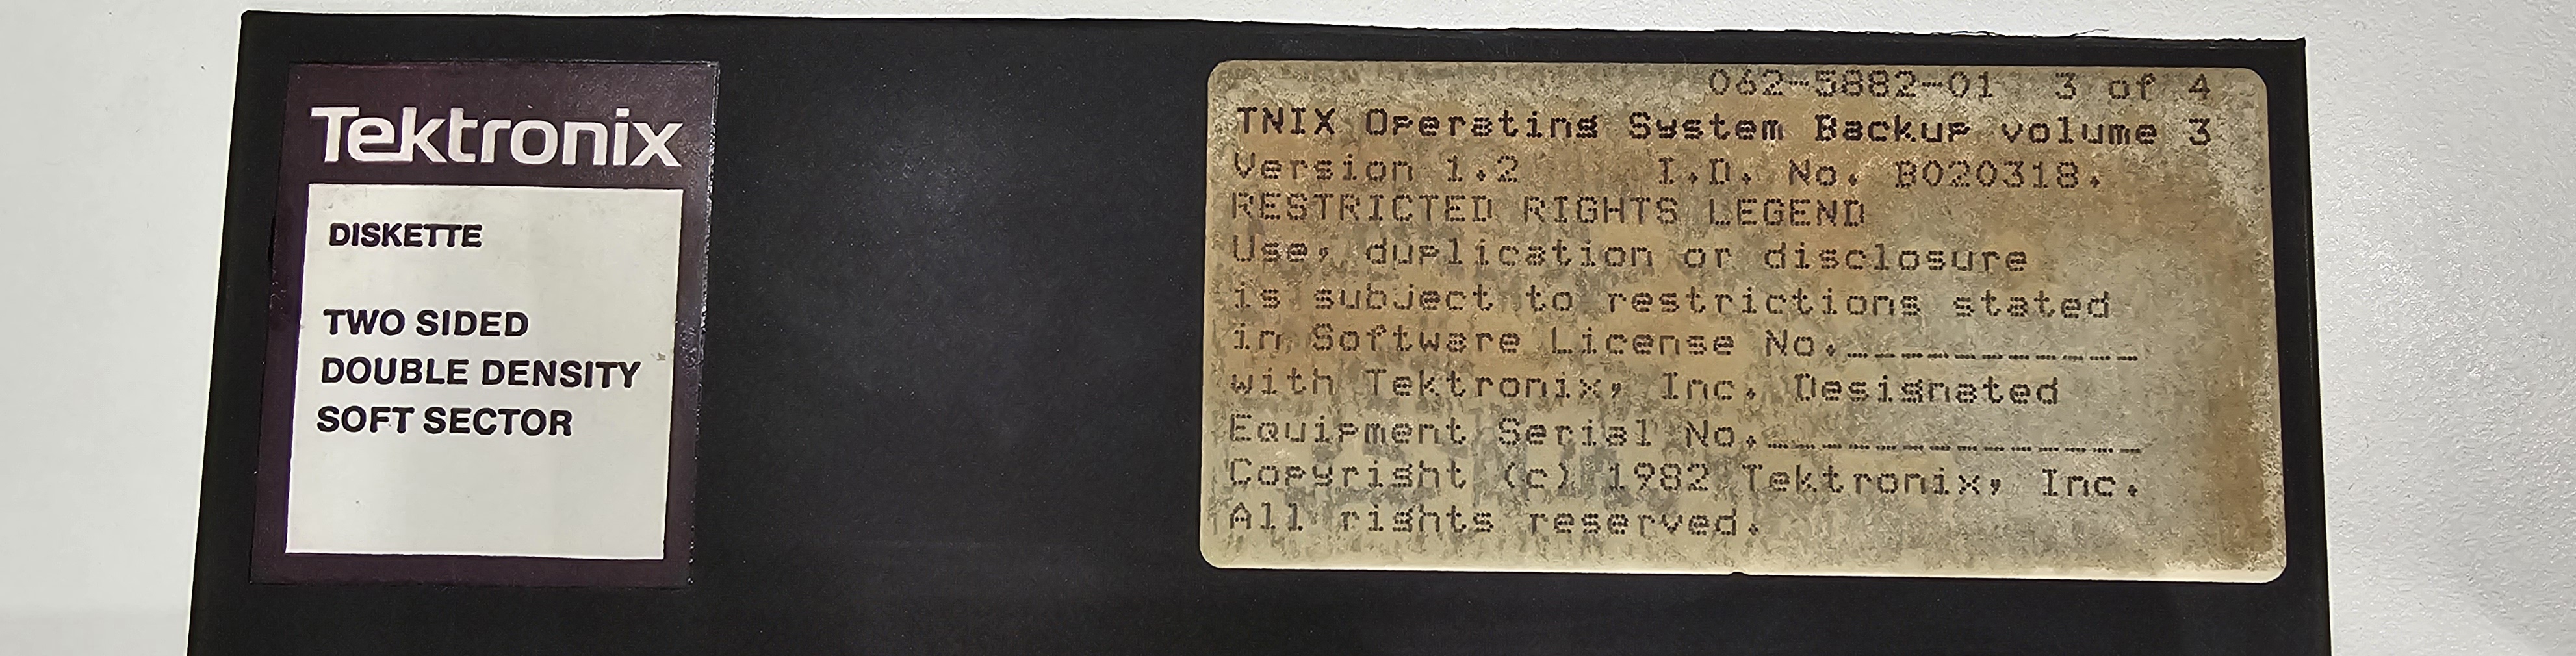 Tektronix
DISKETTE
TWO SIDED
DOUBLE DENSITY
SOFT SECTOR
062-5882-01 3 of 4
TNIX Operating System Backup volume 3
Version 1.2 I.D. No. B020318.
RESTRICTED RIGHTS LEGEND
Use, duplication or disclosure
is subject to restrictions stated
in Software License No.___________
with Tektronix, Inc. Designated
Equipment Serial No.______________
Copyright (c) 1982 Tektronix, Inc.
All rights reserved.